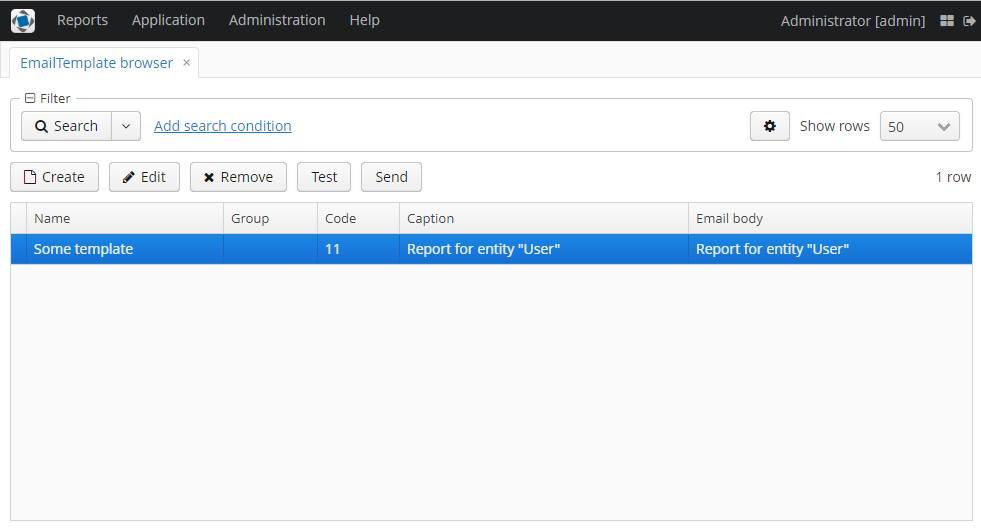 Reports Application Administration Help Administrator [admin]
EmailTemplate browser ×
Filter
Search Add search condition Show rows 50
Create Edit Remove Test Send 1 row
Name Group Code Caption Email body
Some template 11 Report for entity "User" Report for entity "User"